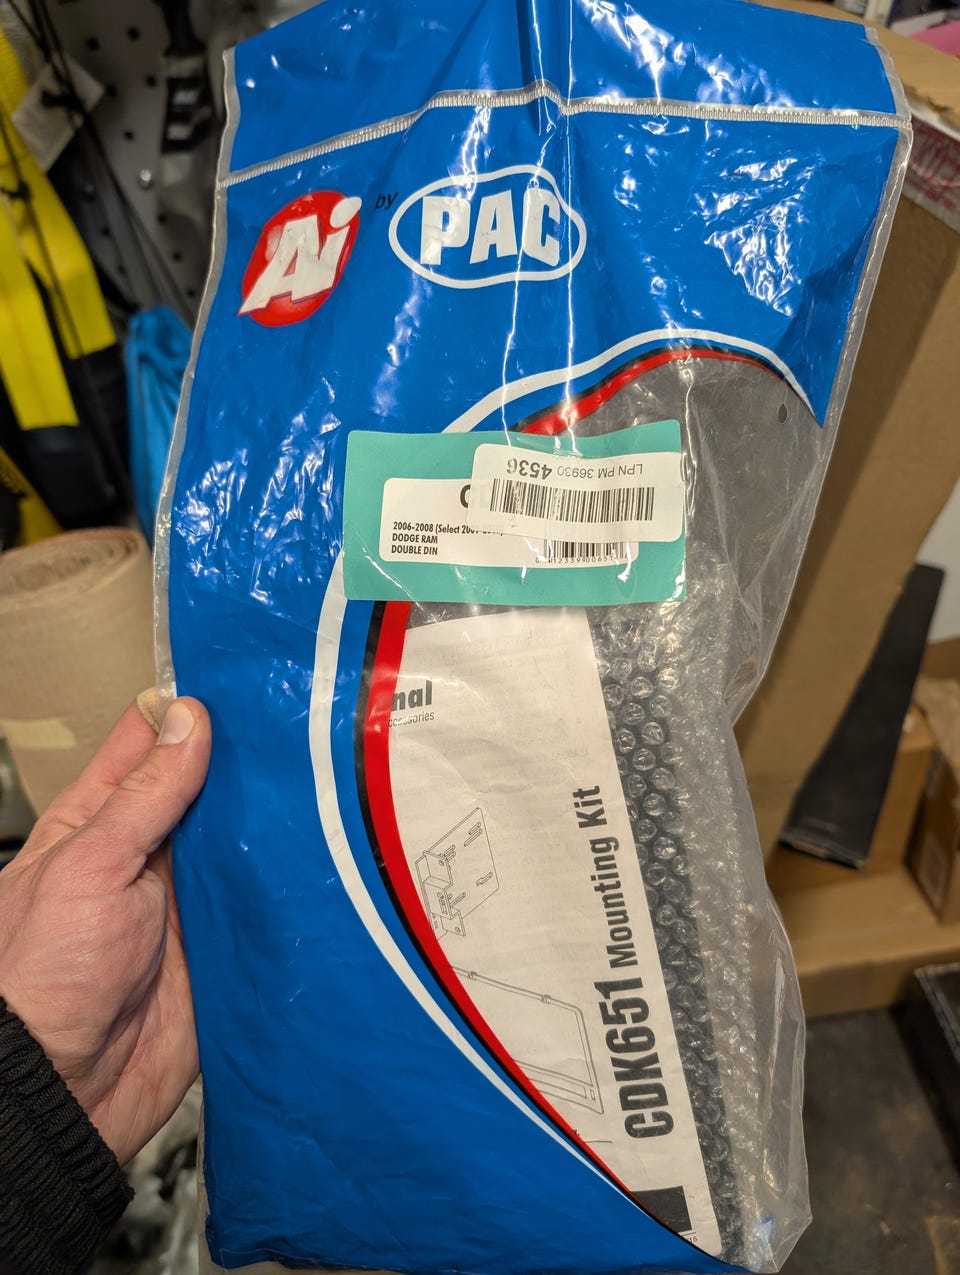 Ai by PAC
LPN PM 36930 4536
CD
2006-2008 (Select
DODGE RAM
DOUBLE DIN
nal
ccessories
CDK651 Mounting Kit